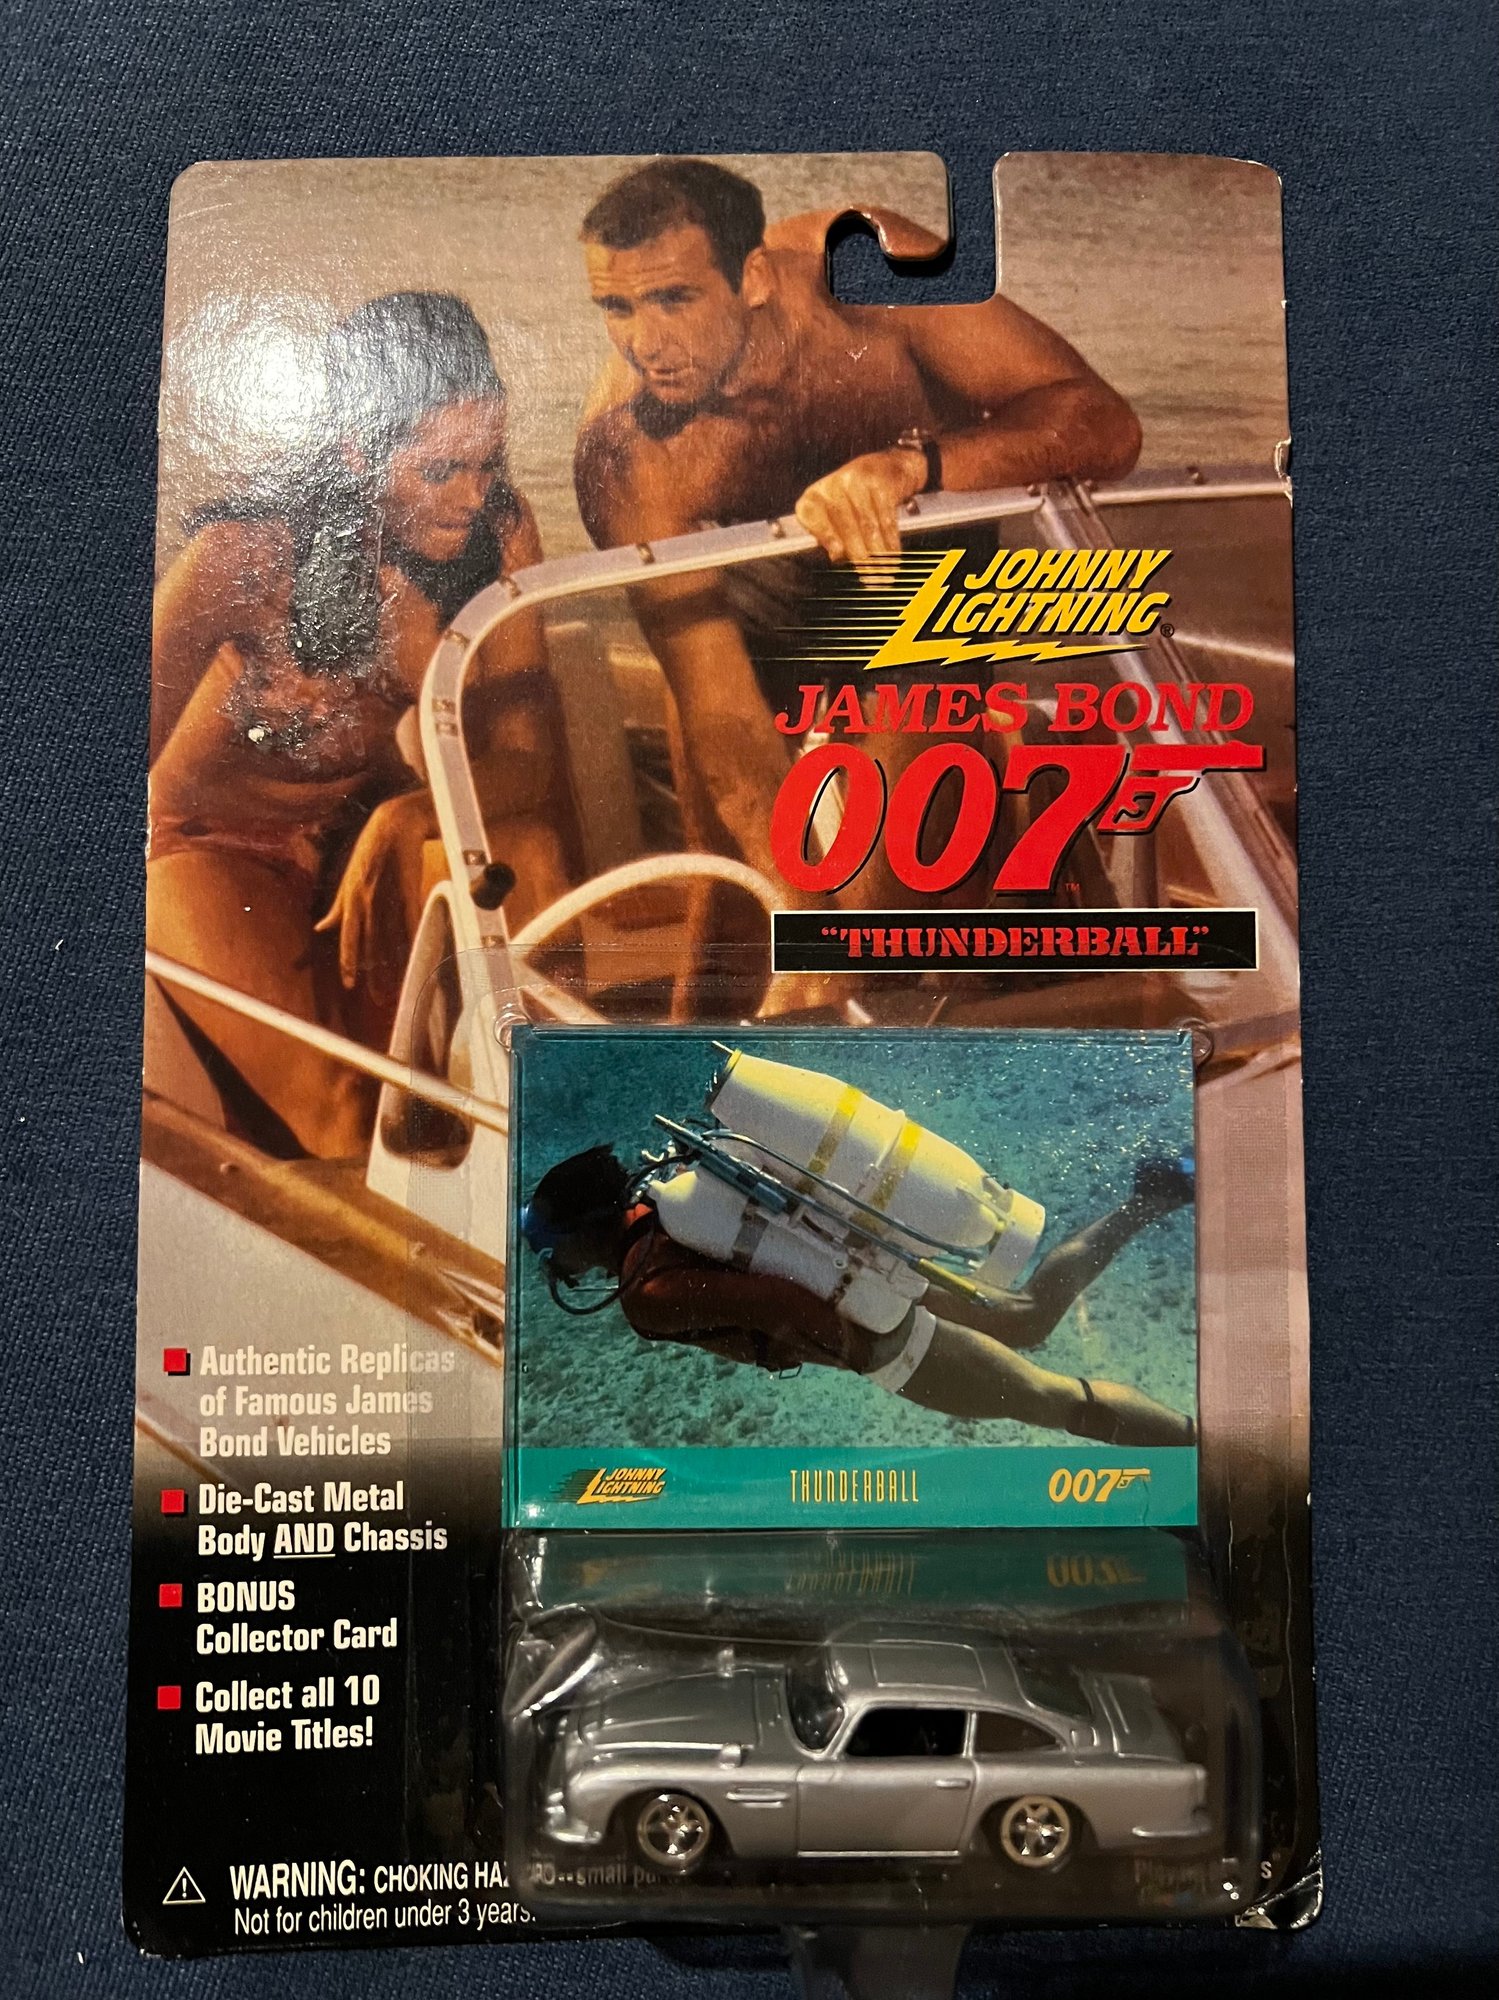 JOHNNY
LIGHTNING®
JAMES BOND
007™
"THUNDERBALL"
JOHNNY
LIGHTNING
THUNDERBALL
007
Authentic Replicas
of Famous James
Bond Vehicles
Die-Cast Metal
Body AND Chassis
BONUS
Collector Card
Collect all 10
Movie Titles!
WARNING: CHOKING HAZ
small
Not for children under 3 years.